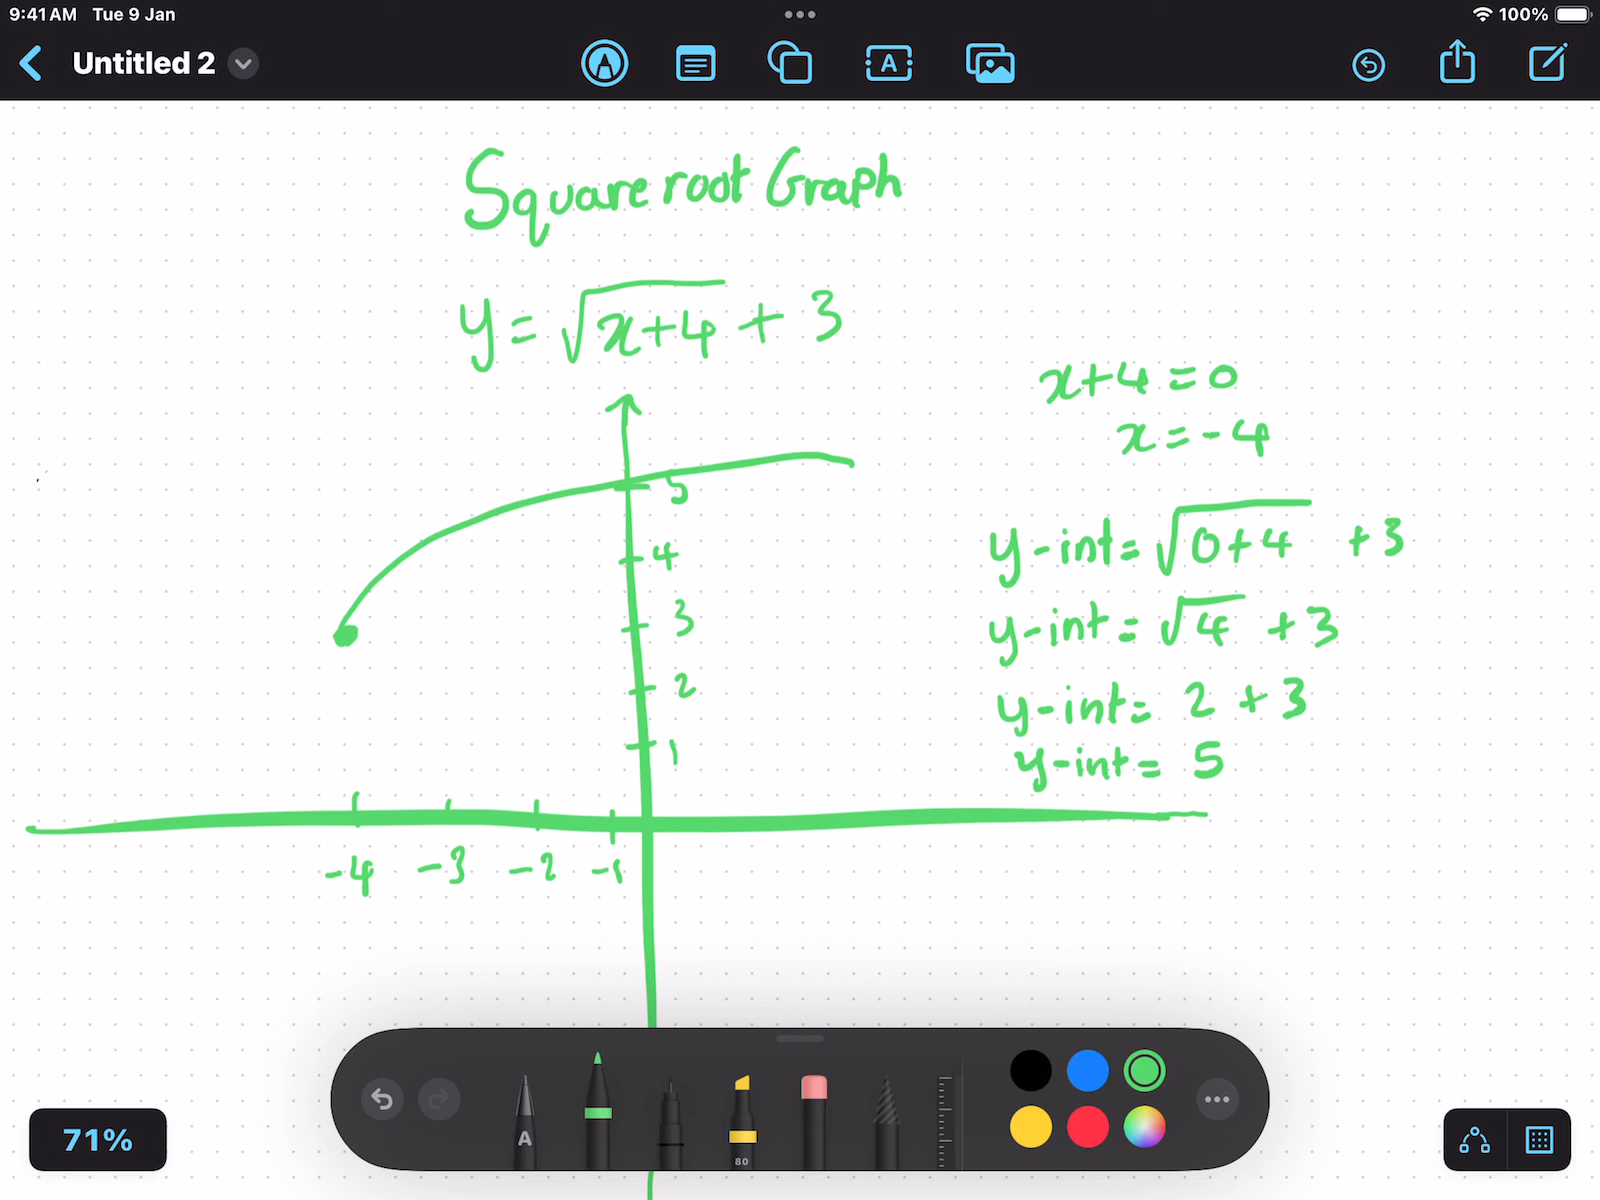 9:41 AM Tue 9 Jan
100%
Untitled 2
A
Square root Graph
y = √x+4 + 3
x+4 = 0
x = -4
y-int = √0+4 + 3
y-int = √4 + 3
y-int = 2 + 3
y-int = 5
5
4
3
2
1
-4 -3 -2 -1
A
80
71%